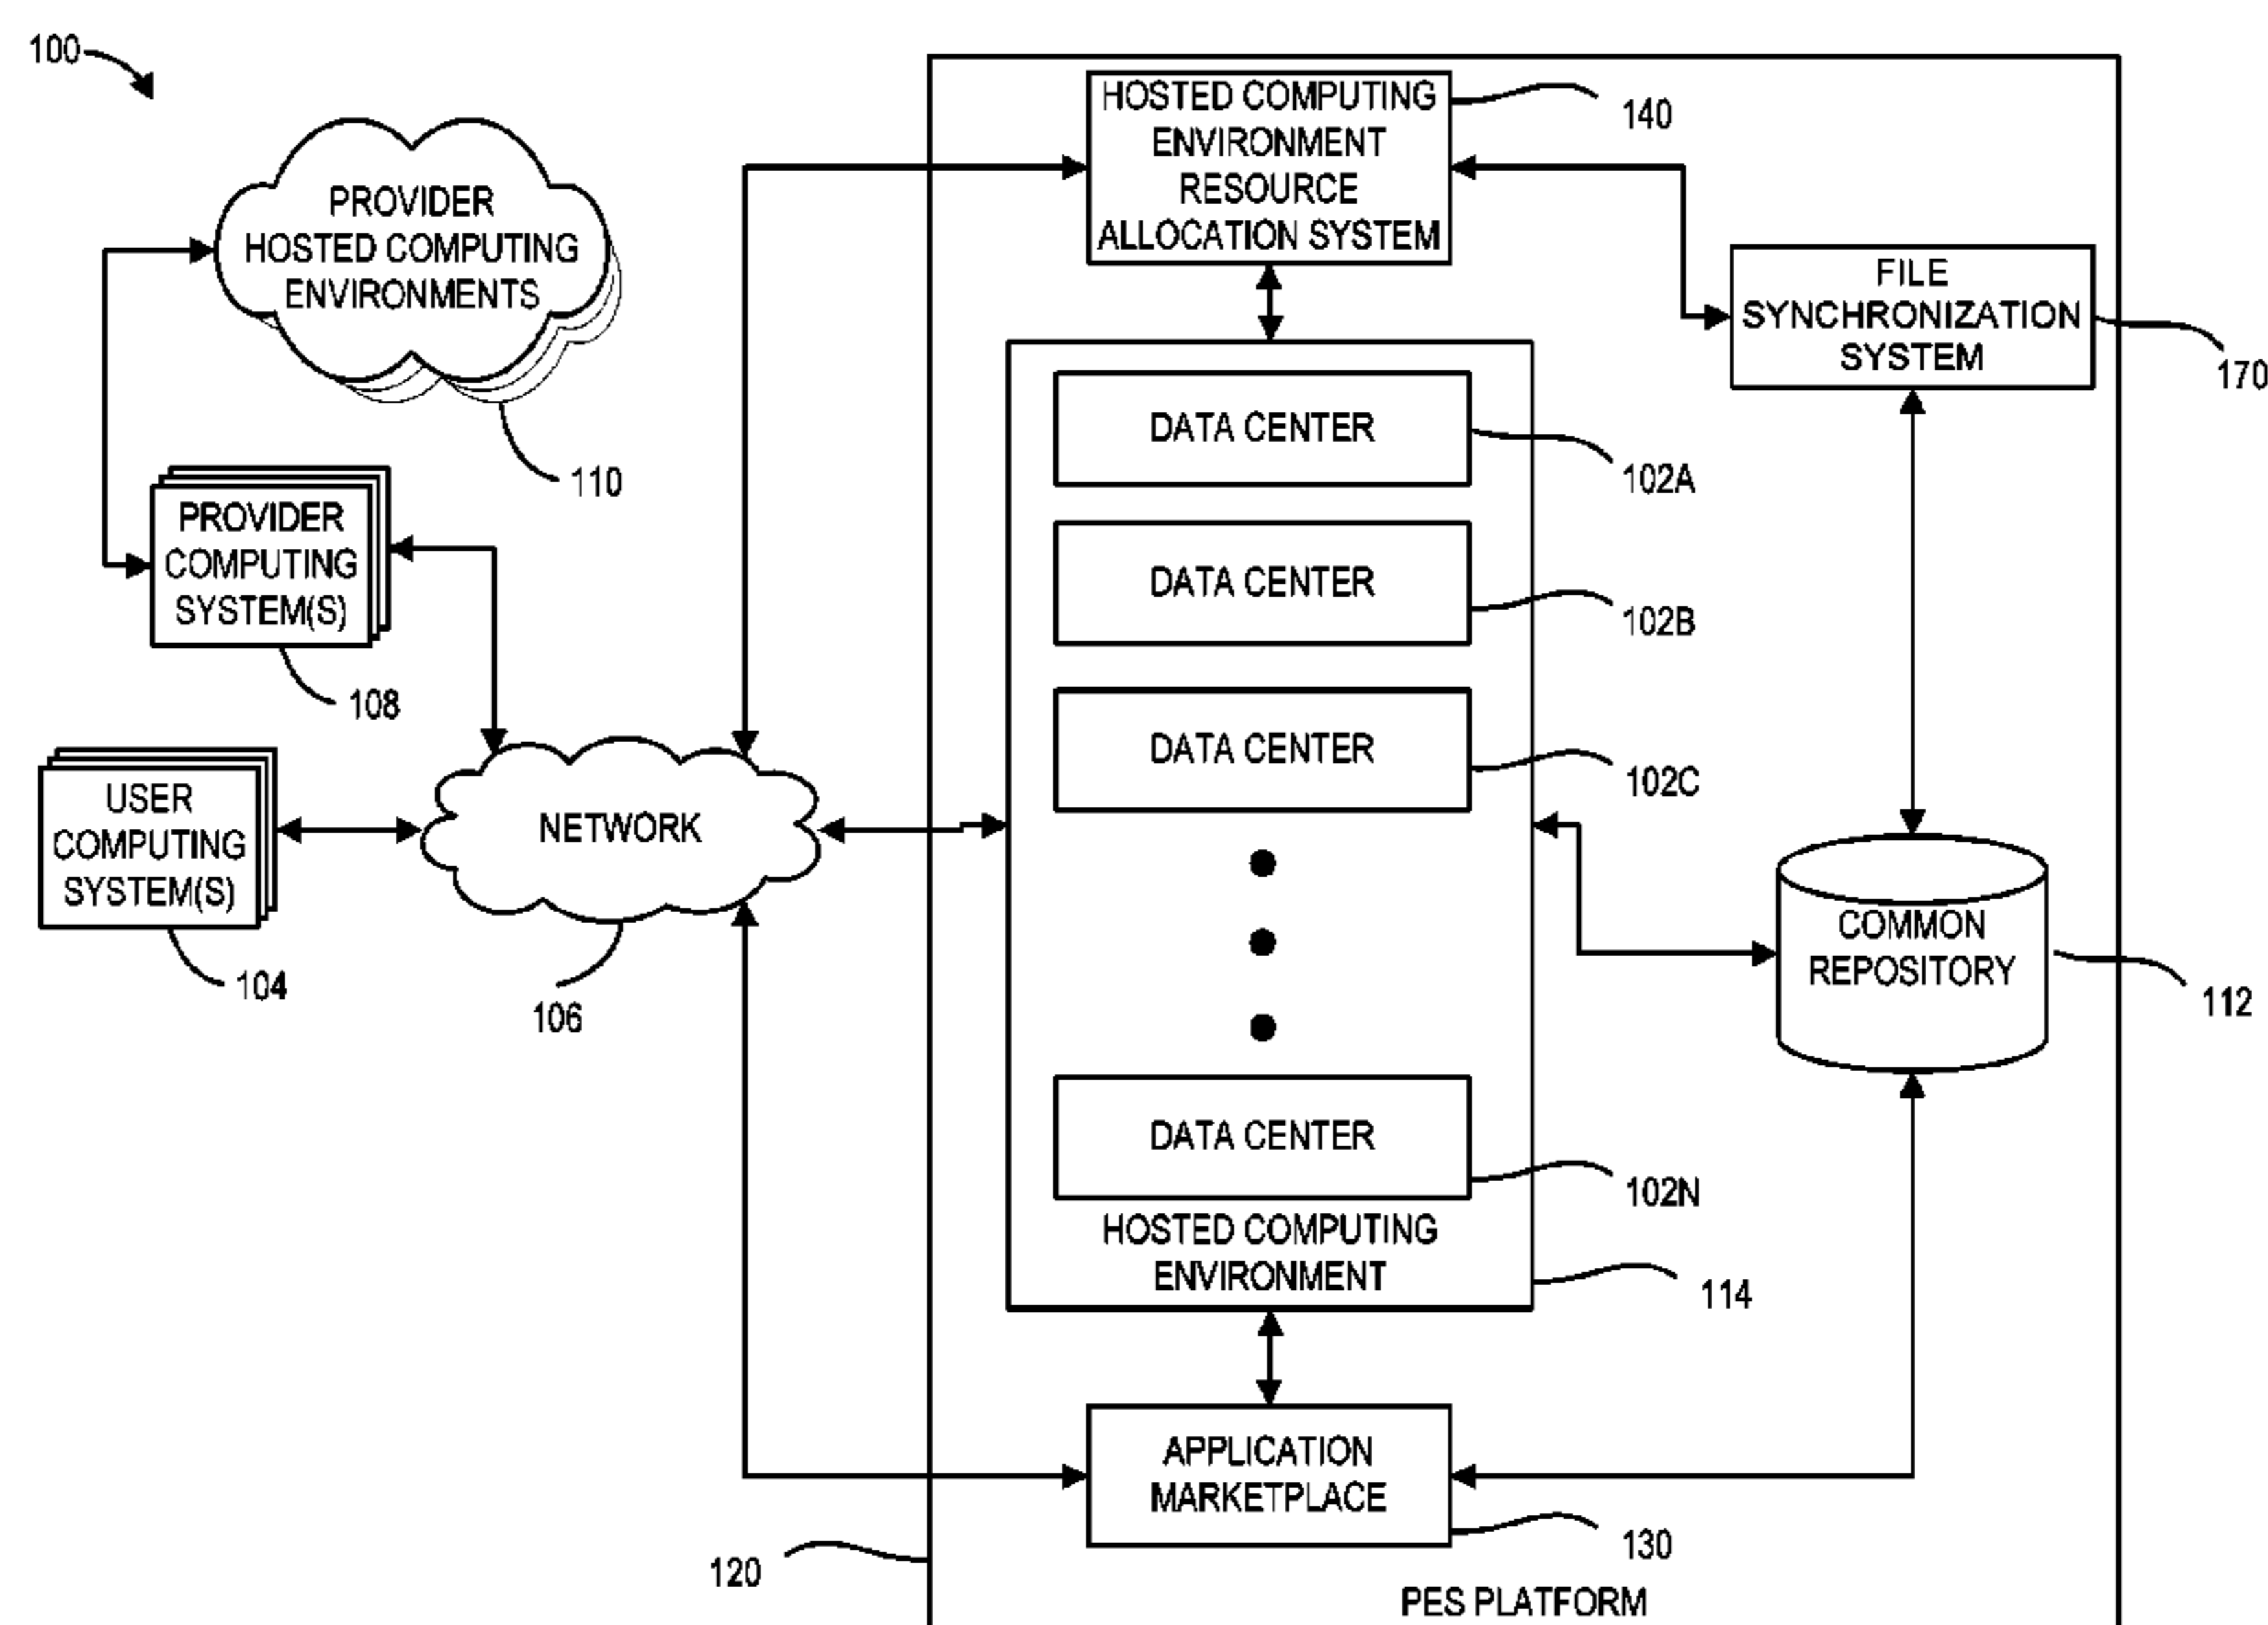 100
PROVIDER
HOSTED COMPUTING
ENVIRONMENTS
110
PROVIDER
COMPUTING
SYSTEM(S)
108
USER
COMPUTING
SYSTEM(S)
104
NETWORK
106
HOSTED COMPUTING
ENVIRONMENT
RESOURCE
ALLOCATION SYSTEM
140
FILE
SYNCHRONIZATION
SYSTEM
170
DATA CENTER
102A
DATA CENTER
102B
DATA CENTER
102C
DATA CENTER
102N
HOSTED COMPUTING
ENVIRONMENT
114
COMMON
REPOSITORY
112
APPLICATION
MARKETPLACE
130
120
PES PLATFORM